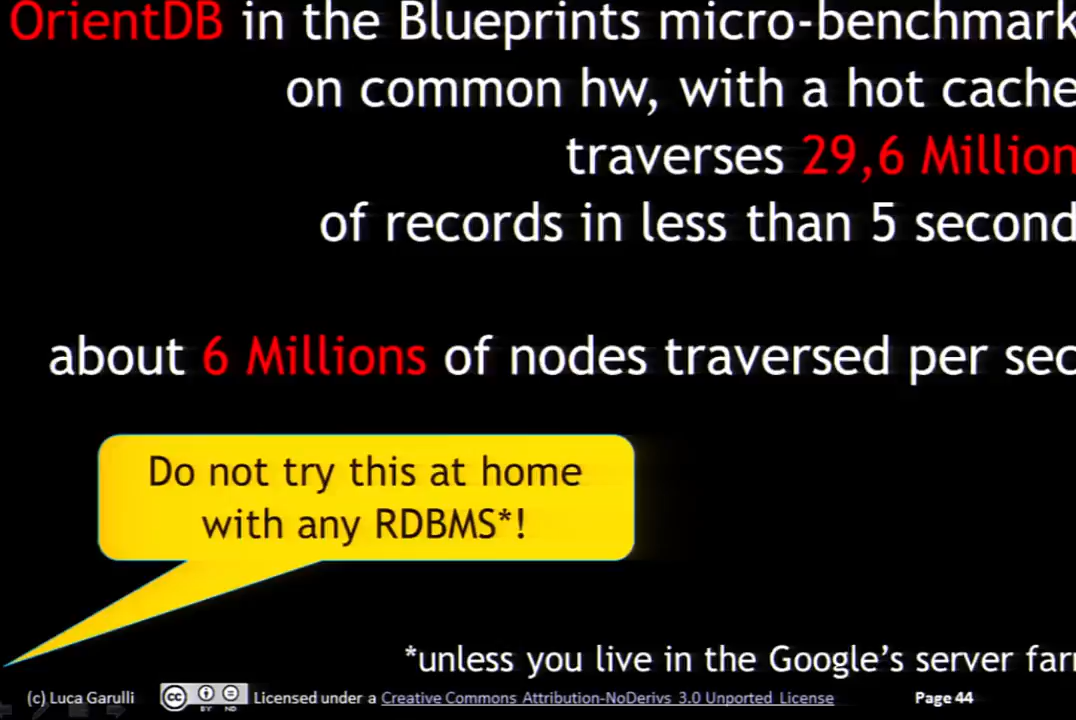 OrientDB in the Blueprints micro-benchmark
on common hw, with a hot cache
traverses 29,6 Million
of records in less than 5 second
about 6 Millions of nodes traversed per sec
Do not try this at home
with any RDBMS*!
*unless you live in the Google’s server far
(c) Luca Garulli
cc BY ND Licensed under a Creative Commons Attribution-NoDerivs 3.0 Unported License
Page 44